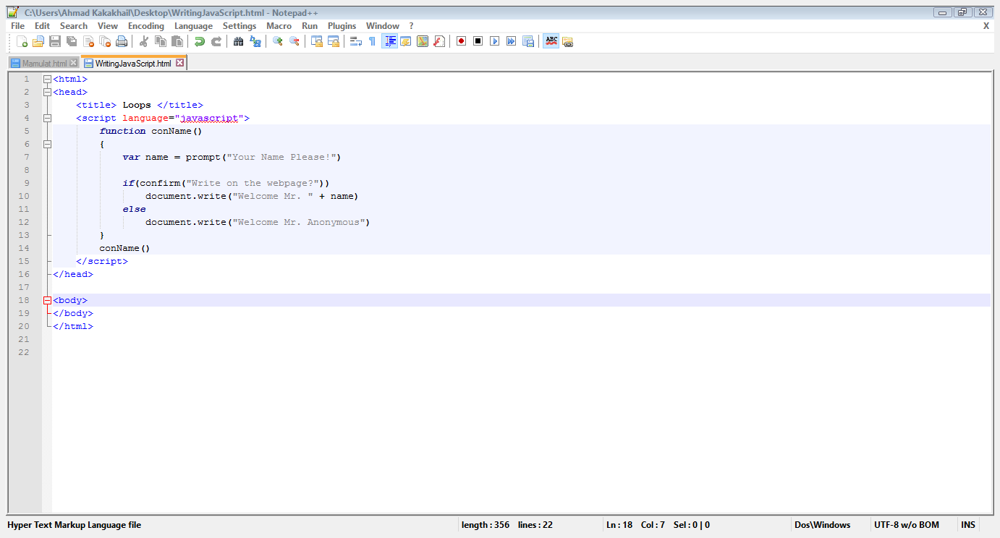 C:\Users\Ahmad Kakakhail\Desktop\WritingJavaScript.html - Notepad++
File Edit Search View Encoding Language Settings Macro Run Plugins Window ? X
ABC
Mamulat.html WritingJavaScript.html
1 <html>
2 <head>
3 <title> Loops </title>
4 <script language="javascript">
5 function conName()
6 {
7 var name = prompt("Your Name Please!")
8
9 if(confirm("Write on the webpage?"))
10 document.write("Welcome Mr. " + name)
11 else
12 document.write("Welcome Mr. Anonymous")
13 }
14 conName()
15 </script>
16 </head>
17
18 <body>
19 </body>
20 </html>
21
22
Hyper Text Markup Language file length : 356 lines : 22 Ln : 18 Col : 7 Sel : 0 | 0 Dos\Windows UTF-8 w/o BOM INS